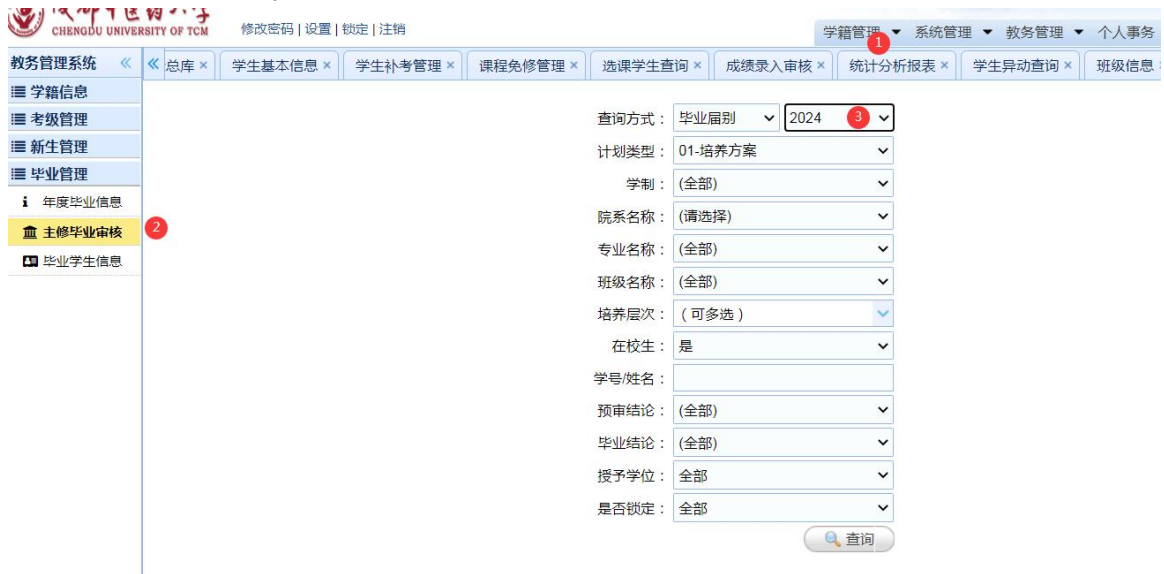 CHENGDU UNIVERSITY OF TCM
修改密码 | 设置 | 锁定 | 注销
学籍管理 系统管理 教务管理 个人事务
1
教务管理系统
总库 × 学生基本信息 × 学生补考管理 × 课程免修管理 × 选课学生查询 × 成绩录入审核 × 统计分析报表 × 学生异动查询 × 班级信息
学籍信息
考级管理
新生管理
毕业管理
年度毕业信息
主修毕业审核 2
毕业学生信息
查询方式： 毕业届别 2024 3
计划类型： 01-培养方案
学制： (全部)
院系名称： (请选择)
专业名称： (全部)
班级名称： (全部)
培养层次： （可多选）
在校生： 是
学号/姓名：
预审结论： (全部)
毕业结论： (全部)
授予学位： 全部
是否锁定： 全部
查询